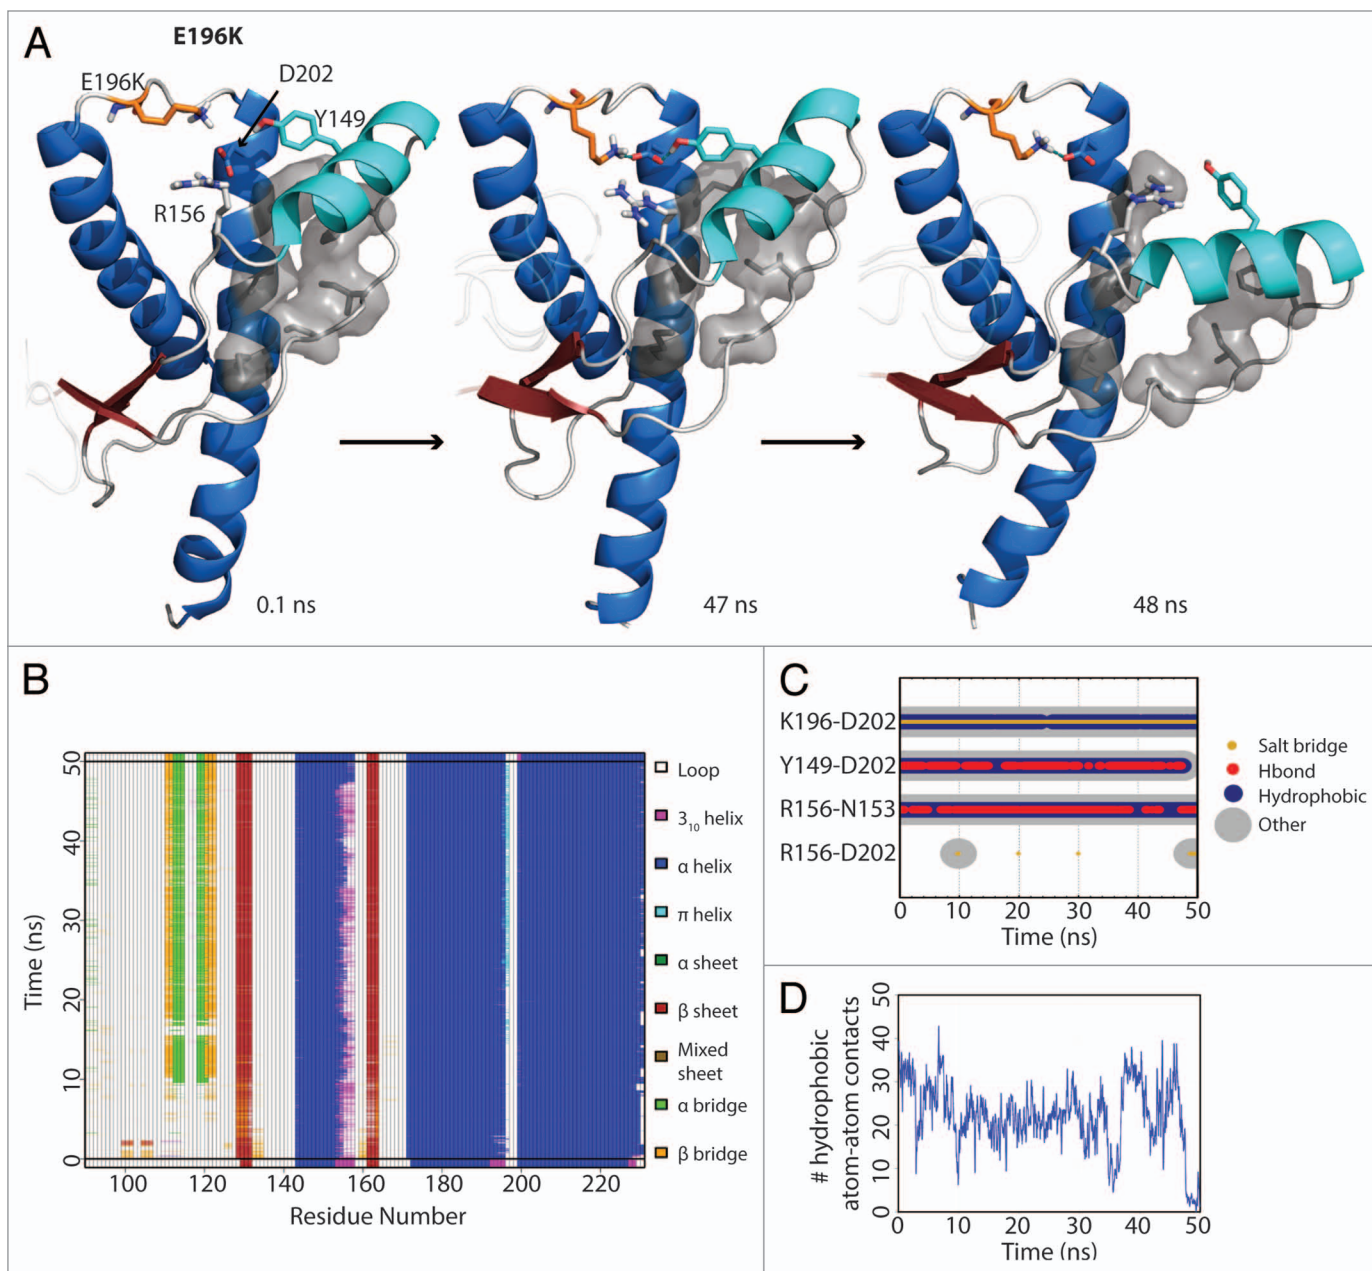 A
E196K
E196K
D202
Y149
R156
0.1 ns
47 ns
48 ns
B
Time (ns)
0
10
20
30
40
50
100 120 140 160 180 200 220
Residue Number
Loop
3₁₀ helix
α helix
π helix
α sheet
β sheet
Mixed
sheet
α bridge
β bridge
C
K196-D202
Y149-D202
R156-N153
R156-D202
0 10 20 30 40 50
Time (ns)
Salt bridge
Hbond
Hydrophobic
Other
D
# hydrophobic
atom-atom contacts
0
10
20
30
40
50
0 10 20 30 40 50
Time (ns)